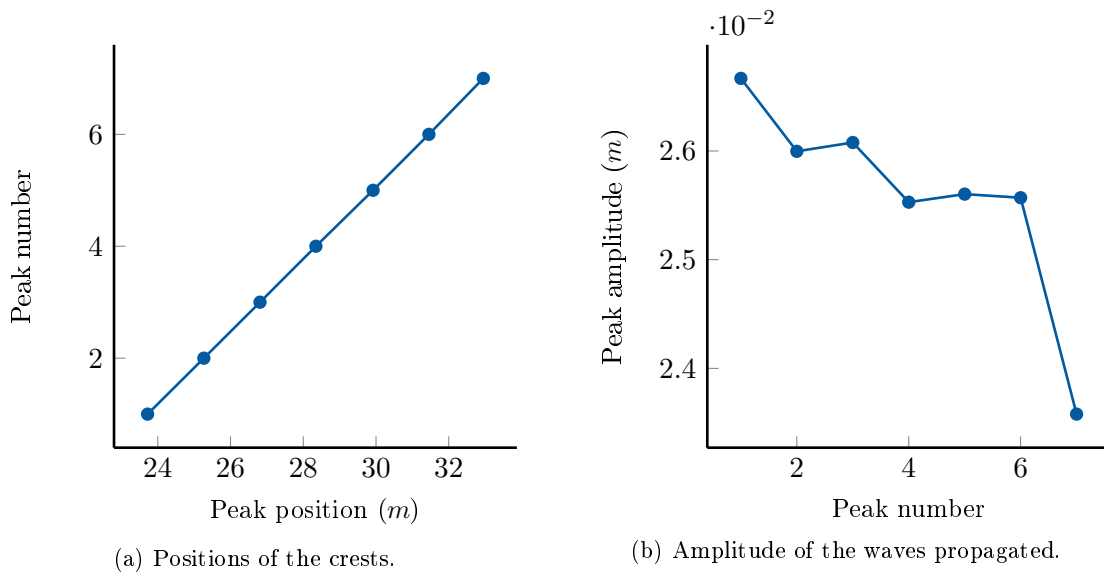 6
4
2
Peak number
24 26 28 30 32
Peak position (m)
(a) Positions of the crests.
·10⁻²
2.6
2.5
2.4
Peak amplitude (m)
2 4 6
Peak number
(b) Amplitude of the waves propagated.